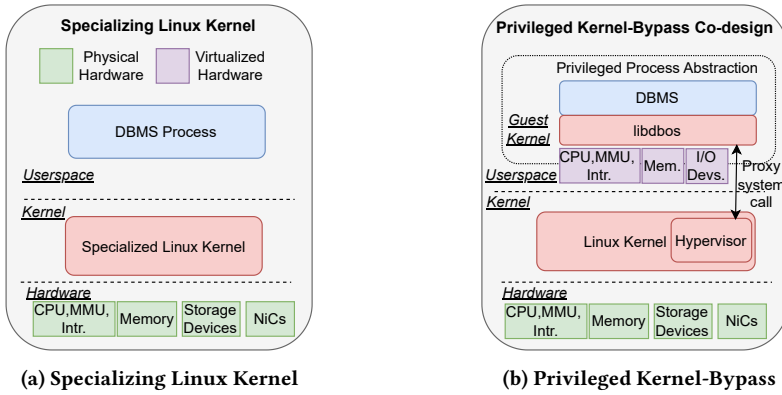 Specializing Linux Kernel
Physical
Hardware
Virtualized
Hardware
DBMS Process
Userspace
Kernel
Specialized Linux Kernel
Hardware
CPU,MMU,
Intr.
Memory
Storage
Devices
NiCs
(a) Specializing Linux Kernel
Privileged Kernel-Bypass Co-design
Privileged Process Abstraction
DBMS
Guest
Kernel
libdbos
CPU,MMU,
Intr.
Mem.
I/O
Devs.
Userspace
Proxy
system
call
Kernel
Linux Kernel
Hypervisor
Hardware
CPU,MMU,
Intr.
Memory
Storage
Devices
NiCs
(b) Privileged Kernel-Bypass